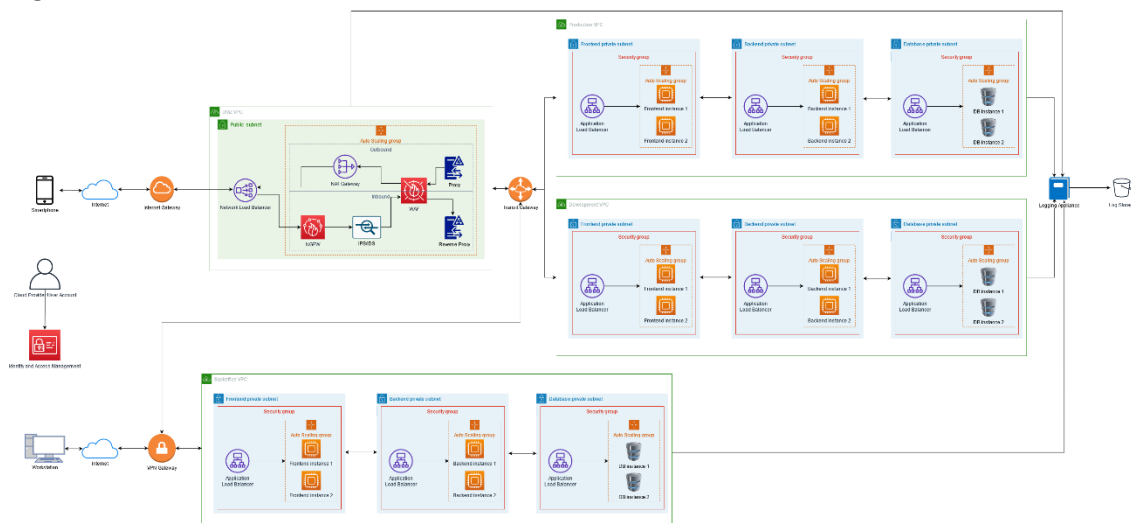 Production VPC
Frontend private subnet
Security group
Auto Scaling group
Application
Load Balancer
Frontend instance 1
Frontend instance 2
Backend private subnet
Security group
Auto Scaling group
Application
Load Balancer
Backend instance 1
Backend instance 2
Database private subnet
Security group
Auto Scaling group
Application
Load Balancer
DB instance 1
DB instance 2
VPC
Public subnet
Auto Scaling group
Outbound
NAT Gateway
Proxy
Inbound
WAF
NGFW
IPS/IDS
Reverse Proxy
Smartphone
Internet
Internet Gateway
Network Load Balancer
Transit Gateway
Logging Appliance
Log Store
Development VPC
Frontend private subnet
Security group
Auto Scaling group
Application
Load Balancer
Frontend instance 1
Frontend instance 2
Backend private subnet
Security group
Auto Scaling group
Application
Load Balancer
Backend instance 1
Backend instance 2
Database private subnet
Security group
Auto Scaling group
Application
Load Balancer
DB instance 1
DB instance 2
User Account
Identity and Access Management
Workstation
Internet
VPN Gateway
Backoffice VPC
Frontend private subnet
Security group
Auto Scaling group
Application
Load Balancer
Frontend instance 1
Frontend instance 2
Backend private subnet
Security group
Auto Scaling group
Application
Load Balancer
Backend instance 1
Backend instance 2
Database private subnet
Security group
Auto Scaling group
Application
Load Balancer
DB instance 1
DB instance 2